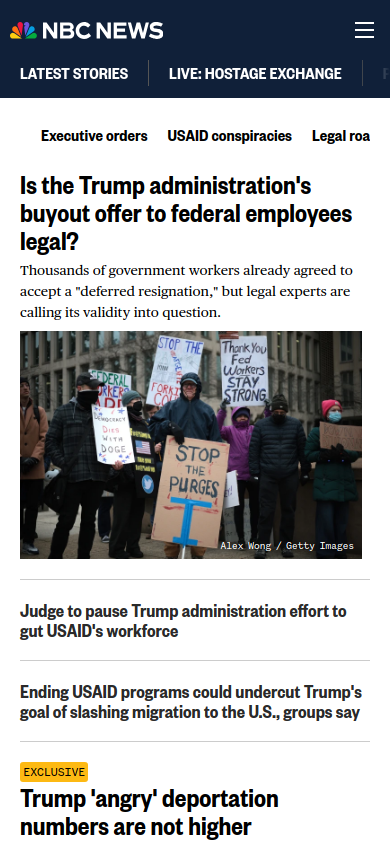 NBC NEWS
LATEST STORIES
LIVE: HOSTAGE EXCHANGE
Executive orders
USAID conspiracies
Legal roa
Is the Trump administration's
buyout offer to federal employees
legal?
Thousands of government workers already agreed to
accept a "deferred resignation," but legal experts are
calling its validity into question.
STOP THE
Thank You
Fed
Workers
STAY
STRONG
FEDERAL
DEMOCRACY
DIES
WITH
DOGE
STOP
THE
PURGES
Alex Wong / Getty Images
Judge to pause Trump administration effort to
gut USAID's workforce
Ending USAID programs could undercut Trump's
goal of slashing migration to the U.S., groups say
EXCLUSIVE
Trump 'angry' deportation
numbers are not higher